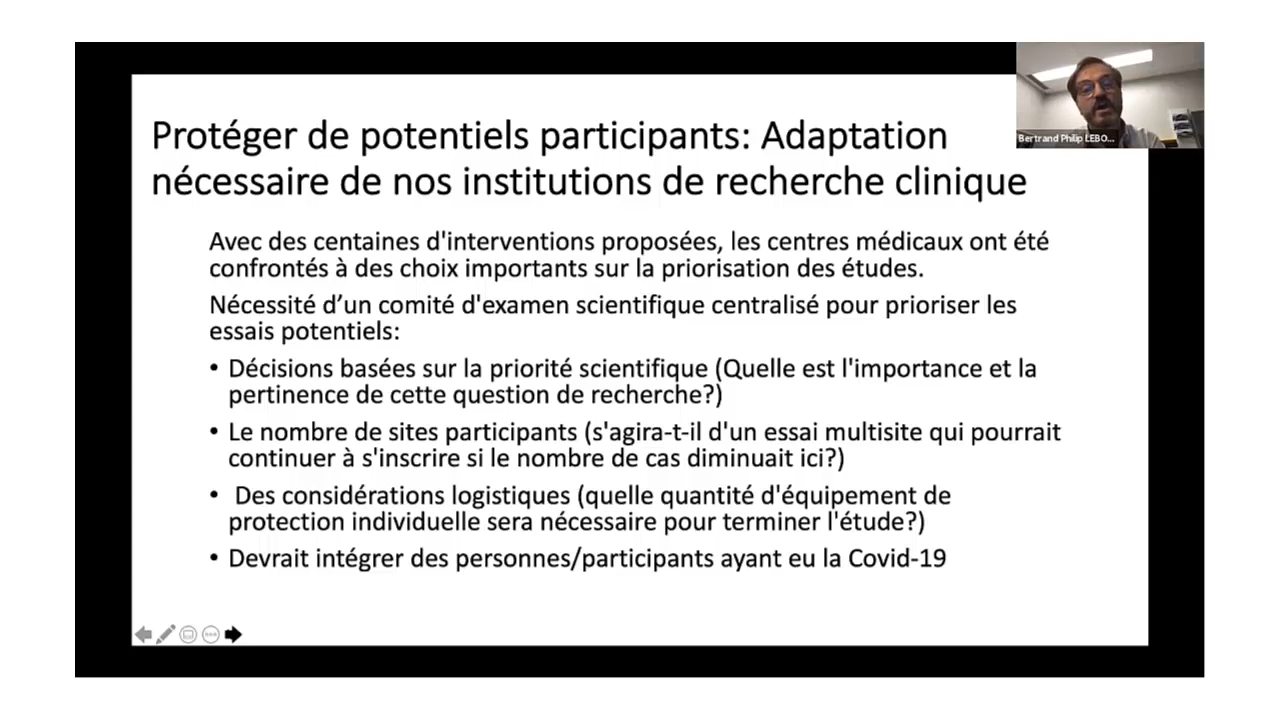 Protéger de potentiels participants: Adaptation
nécessaire de nos institutions de recherche clinique
Bertrand Philip LEBO...
Avec des centaines d'interventions proposées, les centres médicaux ont été
confrontés à des choix importants sur la priorisation des études.
Nécessité d’un comité d'examen scientifique centralisé pour prioriser les
essais potentiels:
• Décisions basées sur la priorité scientifique (Quelle est l'importance et la
pertinence de cette question de recherche?)
• Le nombre de sites participants (s'agira-t-il d'un essai multisite qui pourrait
continuer à s'inscrire si le nombre de cas diminuait ici?)
• Des considérations logistiques (quelle quantité d'équipement de
protection individuelle sera nécessaire pour terminer l'étude?)
• Devrait intégrer des personnes/participants ayant eu la Covid-19